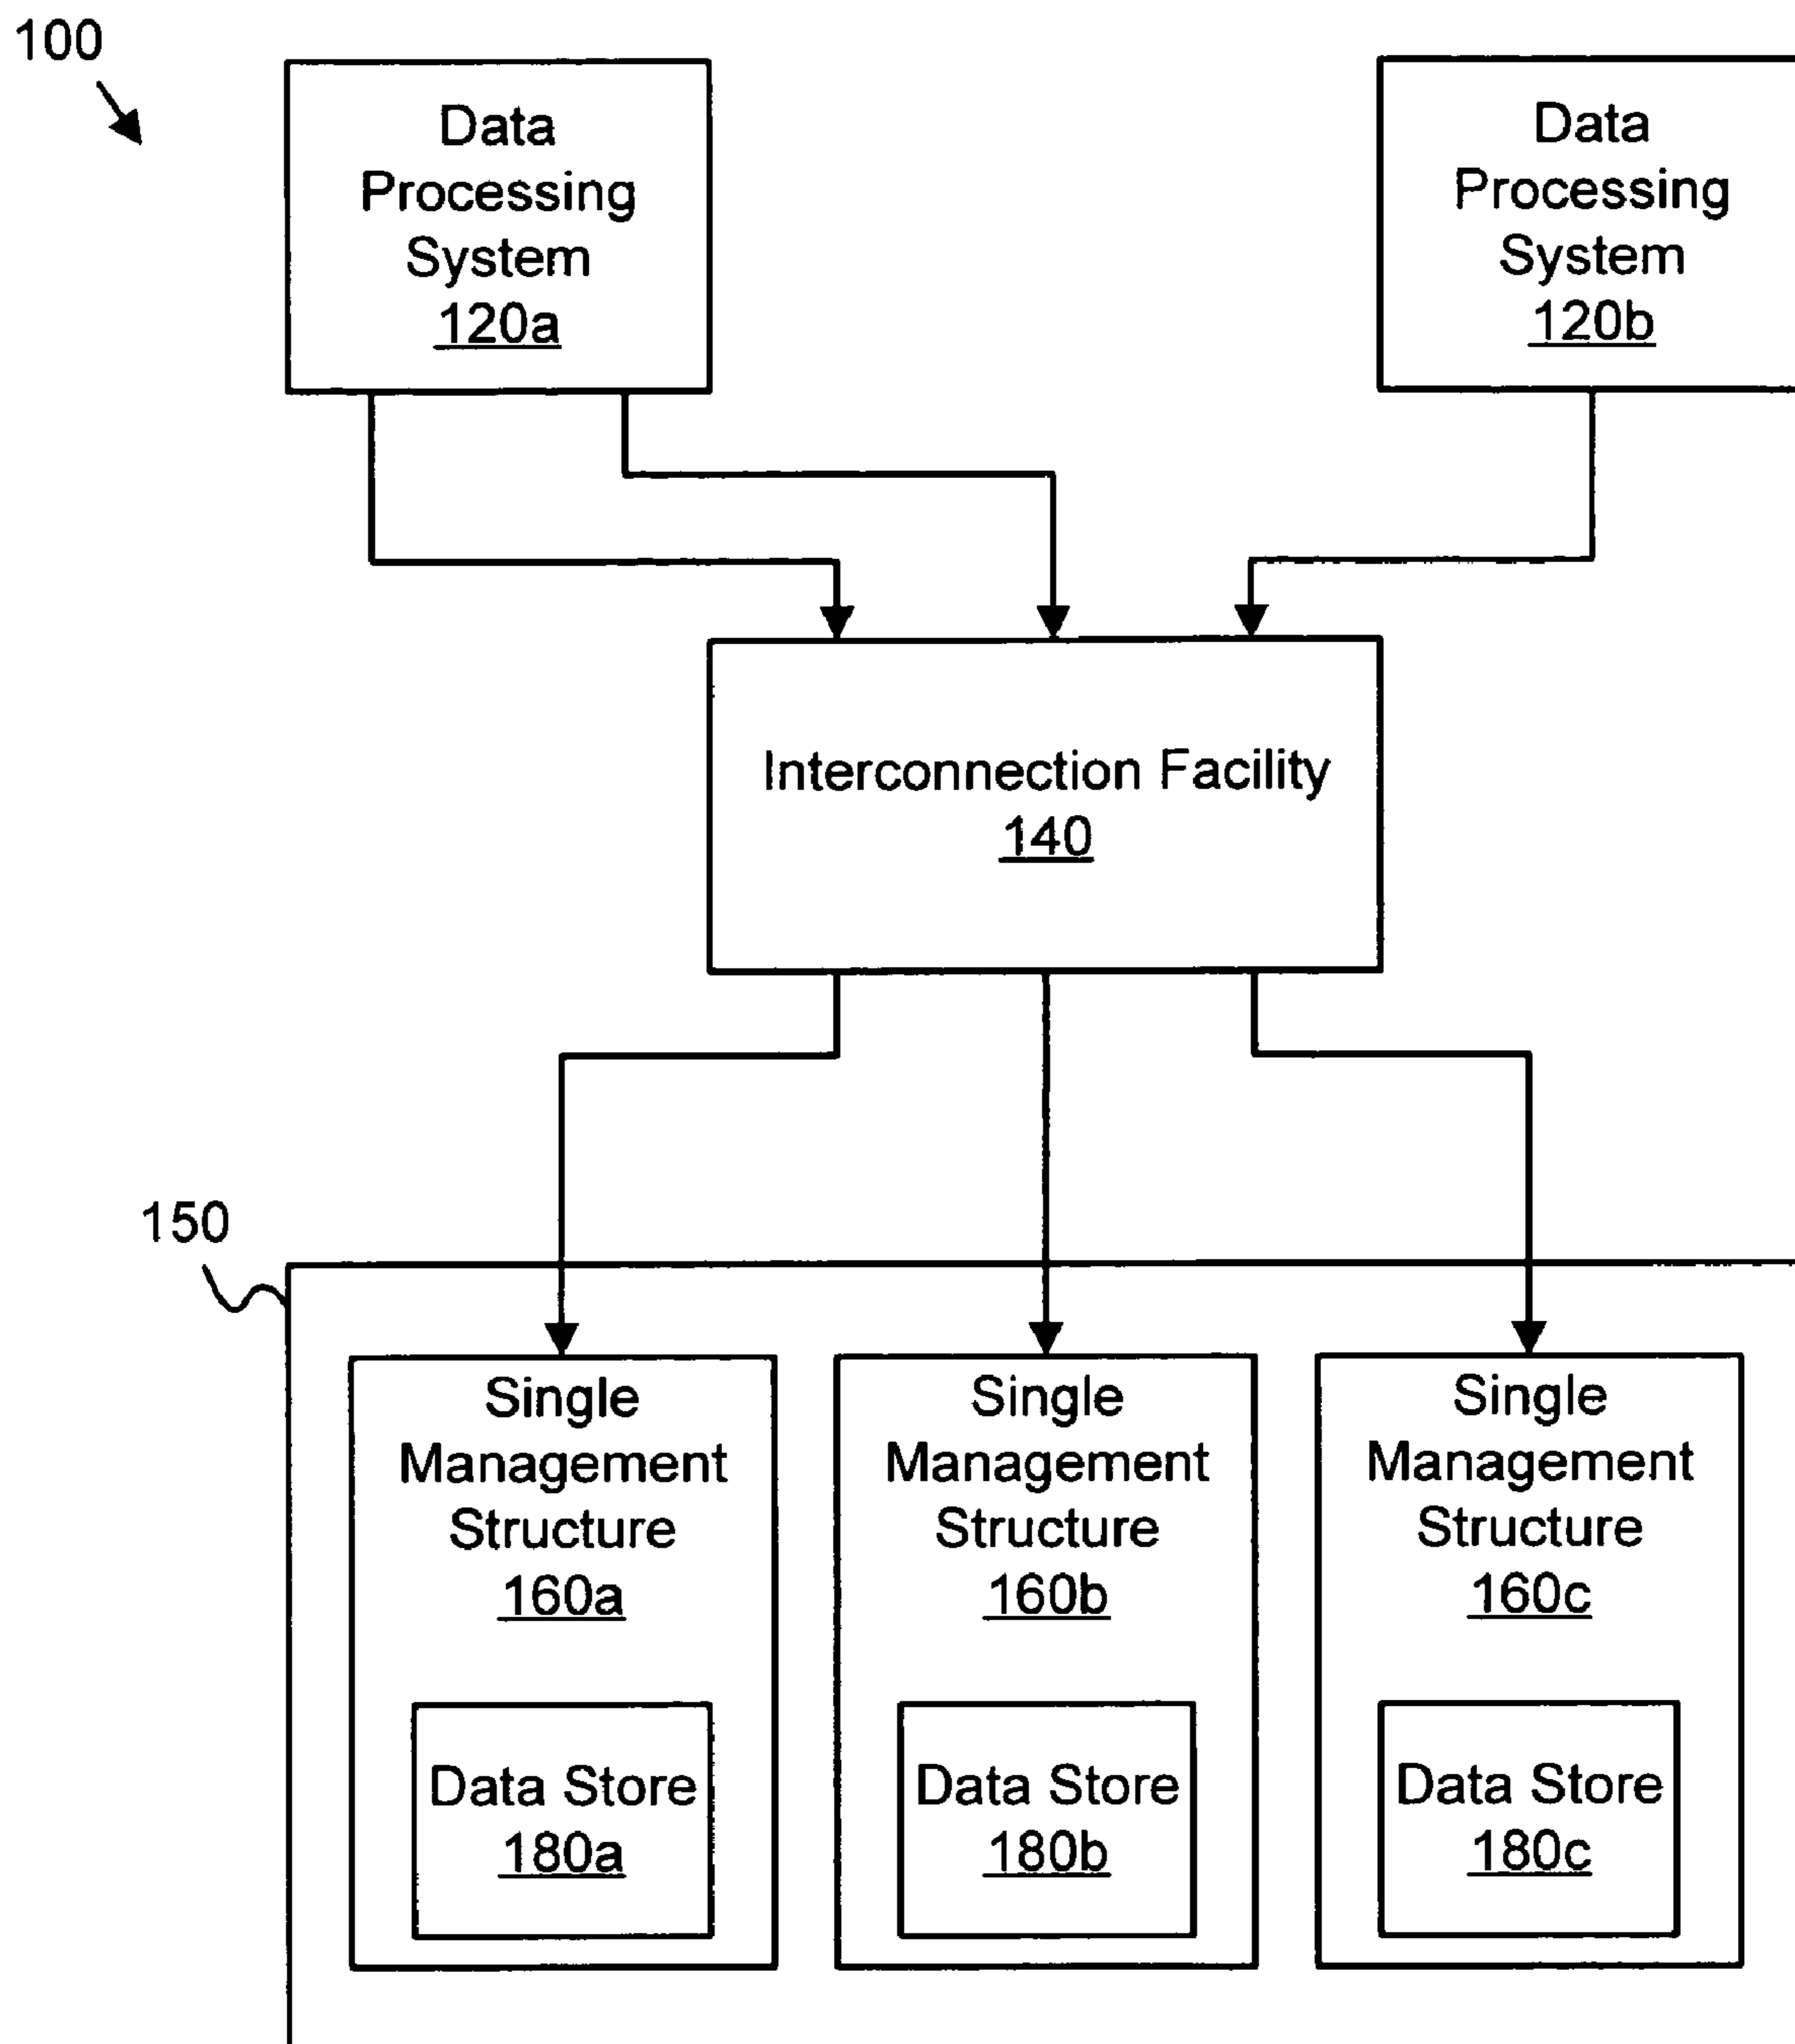 100
Data
Processing
System
120a
Data
Processing
System
120b
Interconnection Facility
140
150
Single
Management
Structure
160a
Data Store
180a
Single
Management
Structure
160b
Data Store
180b
Single
Management
Structure
160c
Data Store
180c